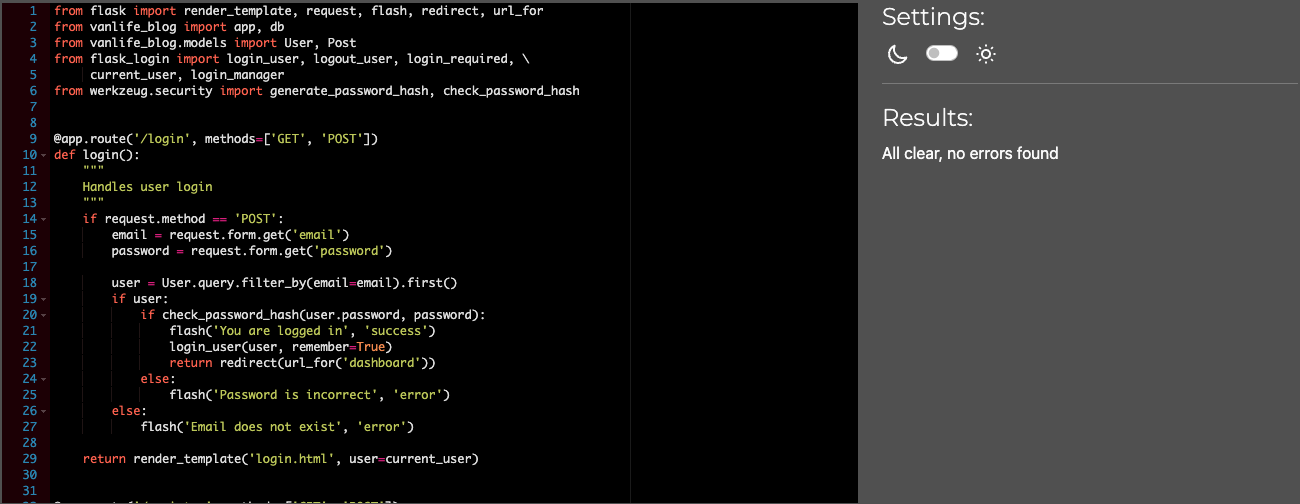 1 from flask import render_template, request, flash, redirect, url_for
2 from vanlife_blog import app, db
3 from vanlife_blog.models import User, Post
4 from flask_login import login_user, logout_user, login_required, \
5     current_user, login_manager
6 from werkzeug.security import generate_password_hash, check_password_hash
7
8
9 @app.route('/login', methods=['GET', 'POST'])
10 def login():
11     """
12     Handles user login
13     """
14     if request.method == 'POST':
15         email = request.form.get('email')
16         password = request.form.get('password')
17
18         user = User.query.filter_by(email=email).first()
19         if user:
20             if check_password_hash(user.password, password):
21                 flash('You are logged in', 'success')
22                 login_user(user, remember=True)
23                 return redirect(url_for('dashboard'))
24             else:
25                 flash('Password is incorrect', 'error')
26         else:
27             flash('Email does not exist', 'error')
28
29     return render_template('login.html', user=current_user)
30
31
Settings:
Results:
All clear, no errors found